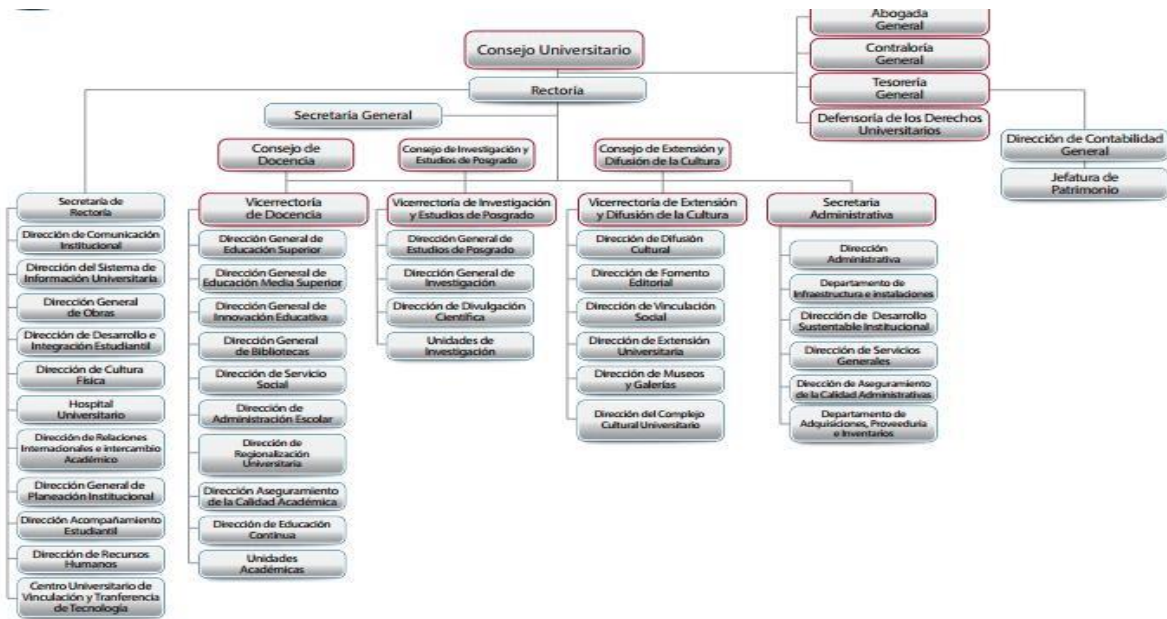 Abogada
General
Consejo Universitario
Contraloría
General
Rectoría
Tesorería
General
Secretaría General
Defensoría de los Derechos
Universitarios
Dirección de Contabilidad
General
Jefatura de
Patrimonio
Consejo de
Docencia
Consejo de Investigación y
Estudios de Posgrado
Consejo de Extensión y
Difusión de la Cultura
Secretaría de
Rectoría
Dirección de Comunicación
Institucional
Dirección del Sistema de
Información Universitaria
Dirección General
de Obras
Dirección de Desarrollo e
Integración Estudiantil
Dirección de Cultura
Física
Hospital
Universitario
Dirección de Relaciones
Internacionales e intercambio
Académico
Dirección General de
Planeación Institucional
Dirección Acompañamiento
Estudiantil
Dirección de Recursos
Humanos
Centro Universitario de
Vinculación y Tranferencia
de Tecnología
Vicerrectoría
de Docencia
Dirección General de
Educación Superior
Dirección General de
Educación Media Superior
Dirección General de
Innovación Educativa
Dirección General
de Bibliotecas
Dirección de Servicio
Social
Dirección de
Administración Escolar
Dirección de
Regionalización
Universitaria
Dirección Aseguramiento
de la Calidad Académica
Dirección de Educación
Continua
Unidades
Académicas
Vicerrectoría de Investigación
y Estudios de Posgrado
Dirección General de
Estudios de Posgrado
Dirección General de
Investigación
Dirección de Divulgación
Científica
Unidades de
Investigación
Vicerrectoría de Extensión
y Difusión de la Cultura
Dirección de Difusión
Cultural
Dirección de Fomento
Editorial
Dirección de Vinculación
Social
Dirección de Extensión
Universitaria
Dirección de Museos
y Galerías
Dirección del Complejo
Cultural Universitario
Secretaria
Administrativa
Dirección
Administrativa
Departamento de
Infraestructura e instalaciones
Dirección de Desarrollo
Sustentable Institucional
Dirección de Servicios
Generales
Dirección de Aseguramiento
de la Calidad Administrativas
Departamento de
Adquisiciones, Proveeduria
e Inventarios